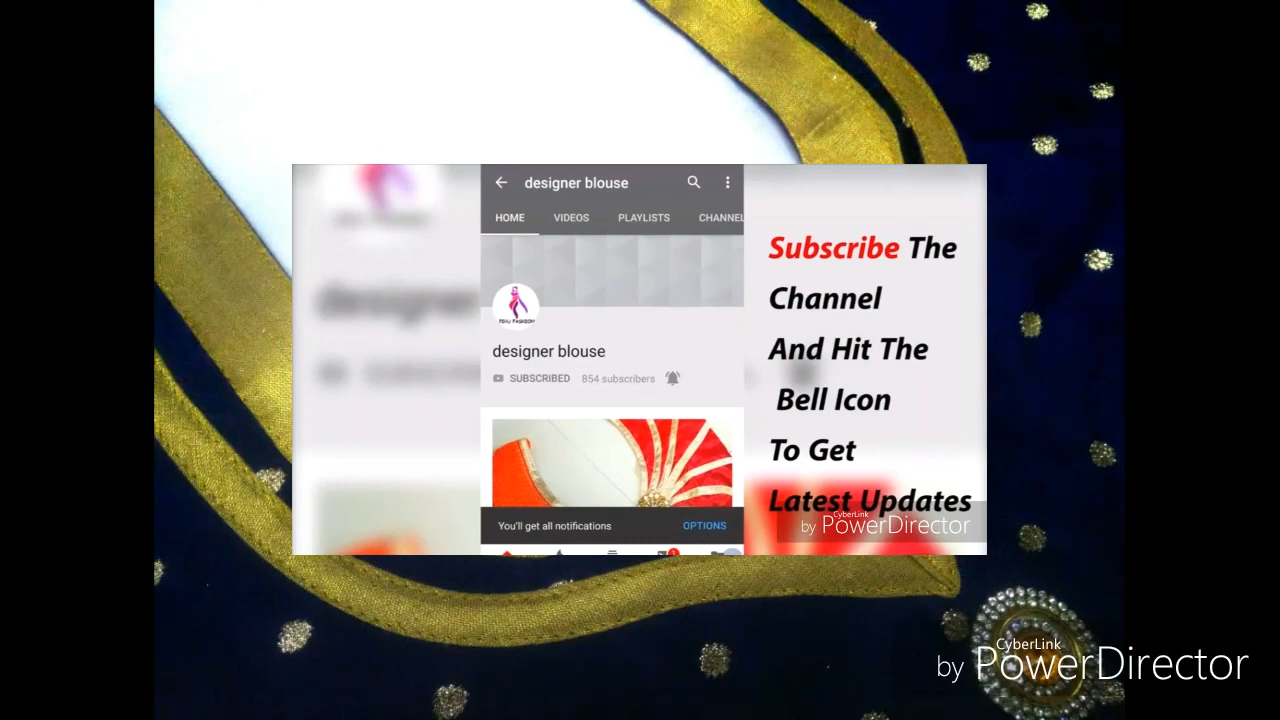 designer blouse
HOME VIDEOS PLAYLISTS CHANNEL
designer blouse
SUBSCRIBED 854 subscribers
You'll get all notifications OPTIONS
Subscribe The
Channel
And Hit The
Bell Icon
To Get
Latest Updates
CyberLink
by PowerDirector
CyberLink
by PowerDirector